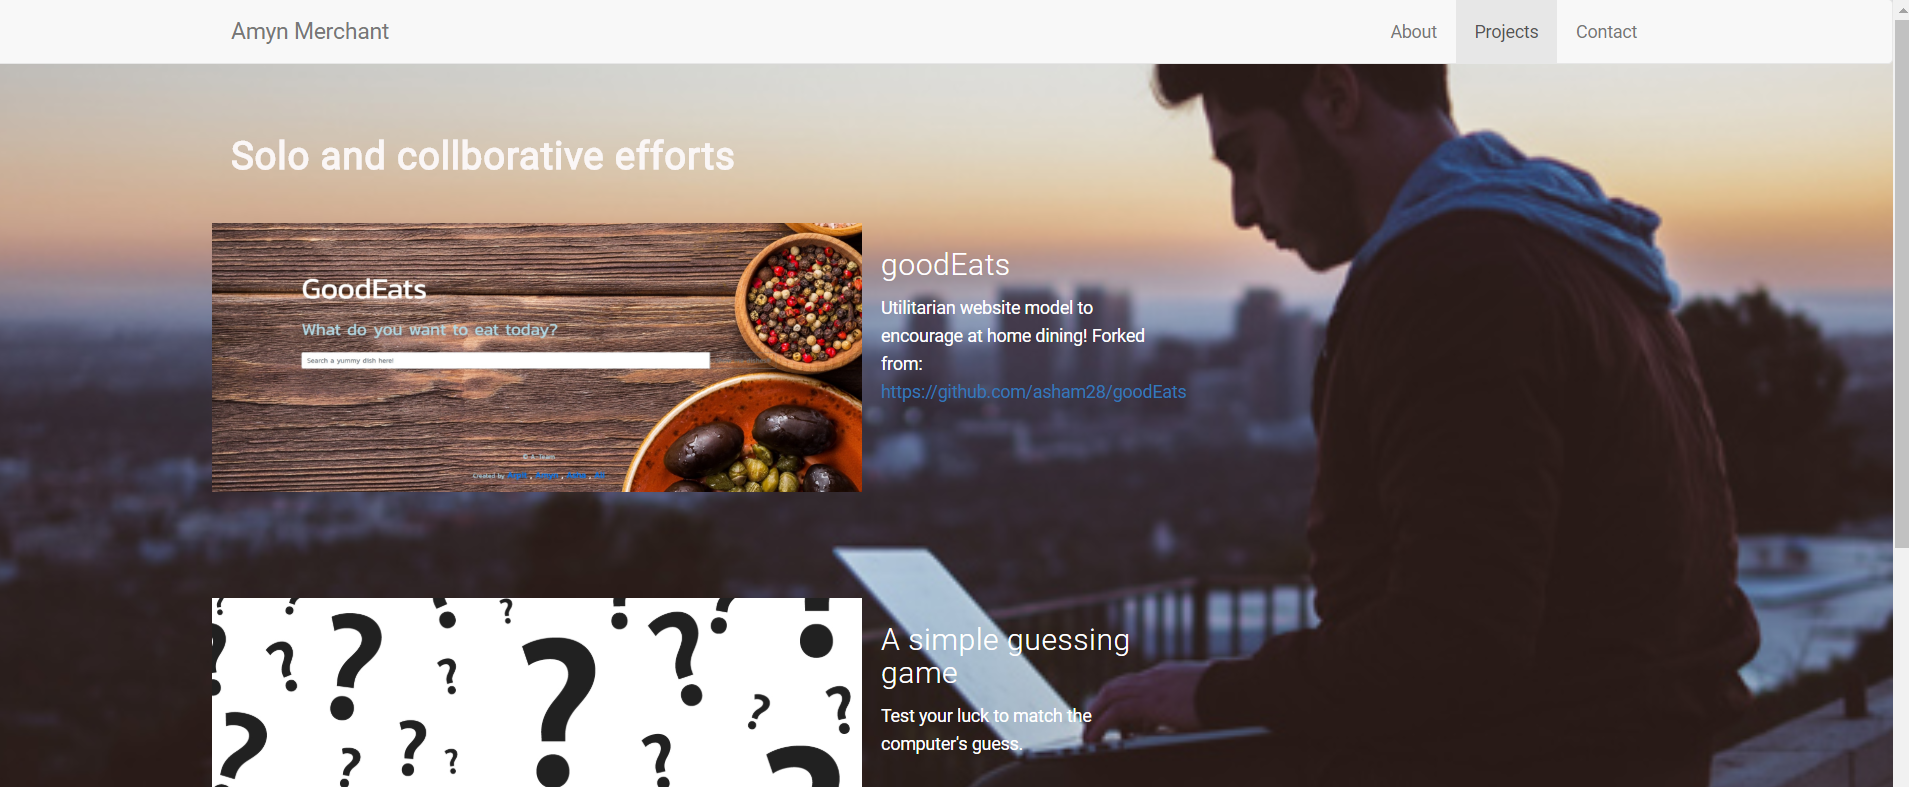 Amyn Merchant
About
Projects
Contact
Solo and collborative efforts
GoodEats
What do you want to eat today?
Search a yummy dish here!
Created by
goodEats
Utilitarian website model to
encourage at home dining! Forked
from:
https://github.com/asham28/goodEats
A simple guessing
game
Test your luck to match the
computer's guess.